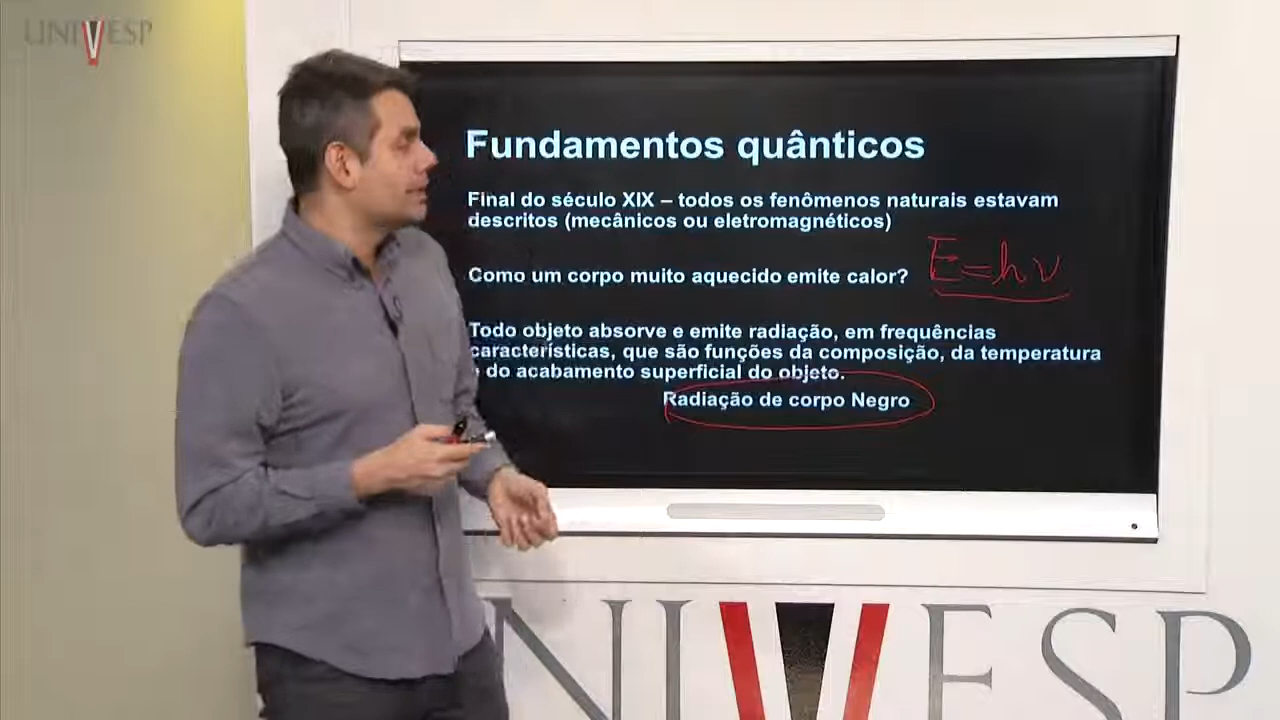 UNIVESP
Fundamentos quânticos
Final do século XIX – todos os fenômenos naturais estavam
descritos (mecânicos ou eletromagnéticos)
Como um corpo muito aquecido emite calor?
E=hν
Todo objeto absorve e emite radiação, em frequências
características, que são funções da composição, da temperatura
do acabamento superficial do objeto.
Radiação de corpo Negro
NIVESP